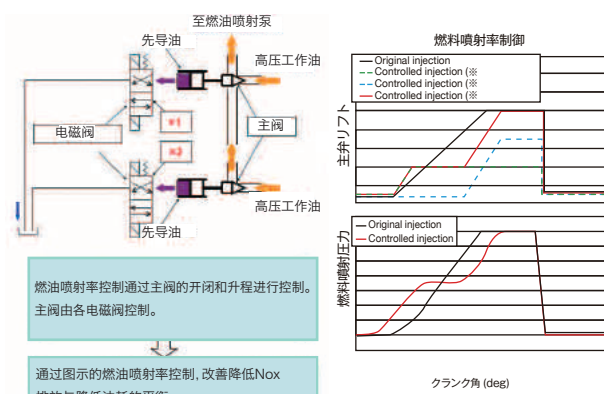 至燃油喷射泵
先导油
高压工作油
※1
电磁阀
主阀
※2
先导油
高压工作油
燃油喷射率控制通过主阀的开闭和升程进行控制。
主阀由各电磁阀控制。
通过图示的燃油喷射率控制,改善降低Nox
燃料噴射率制御
Original injection
Controlled injection (※
Controlled injection (※
Controlled injection (※
主弁リフト
Original injection
Controlled injection
燃料噴射圧力
クランク角 (deg)